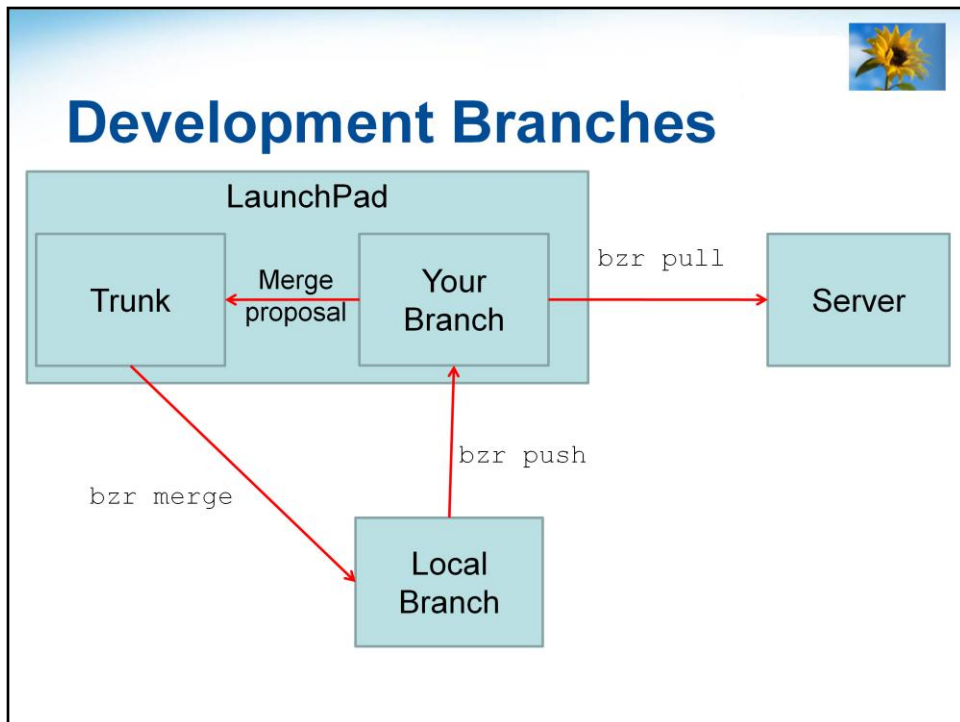 Development Branches
LaunchPad
Trunk
Merge
proposal
Your
Branch
bzr pull
Server
bzr push
bzr merge
Local
Branch